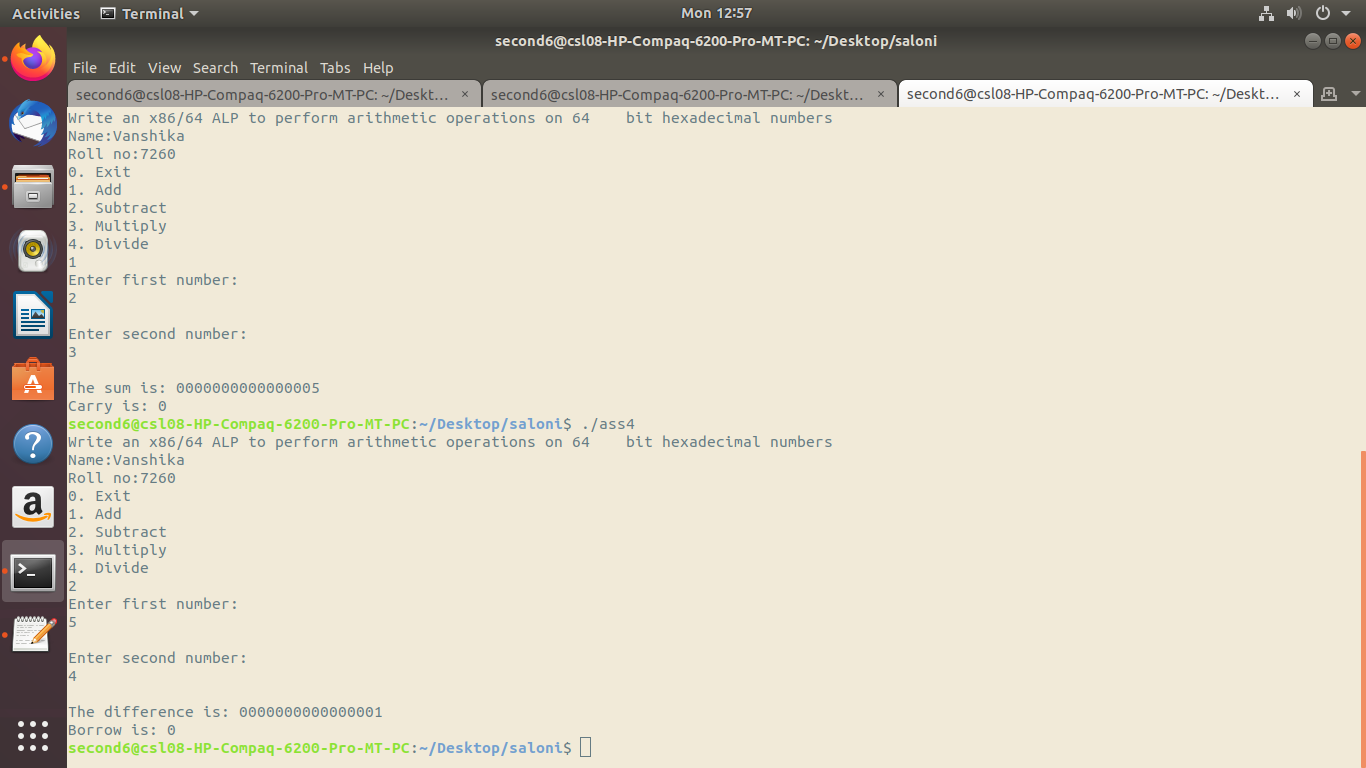 Activities Terminal Mon 12:57
second6@csl08-HP-Compaq-6200-Pro-MT-PC: ~/Desktop/saloni
File Edit View Search Terminal Tabs Help
second6@csl08-HP-Compaq-6200-Pro-MT-PC: ~/Deskt... × second6@csl08-HP-Compaq-6200-Pro-MT-PC: ~/Deskt... × second6@csl08-HP-Compaq-6200-Pro-MT-PC: ~/Deskt... ×
Write an x86/64 ALP to perform arithmetic operations on 64    bit hexadecimal numbers
Name:Vanshika
Roll no:7260
0. Exit
1. Add
2. Subtract
3. Multiply
4. Divide
1
Enter first number:
2
Enter second number:
3
The sum is: 0000000000000005
Carry is: 0
second6@csl08-HP-Compaq-6200-Pro-MT-PC:~/Desktop/saloni$ ./ass4
Write an x86/64 ALP to perform arithmetic operations on 64    bit hexadecimal numbers
Name:Vanshika
Roll no:7260
0. Exit
1. Add
2. Subtract
3. Multiply
4. Divide
2
Enter first number:
5
Enter second number:
4
The difference is: 0000000000000001
Borrow is: 0
second6@csl08-HP-Compaq-6200-Pro-MT-PC:~/Desktop/saloni$